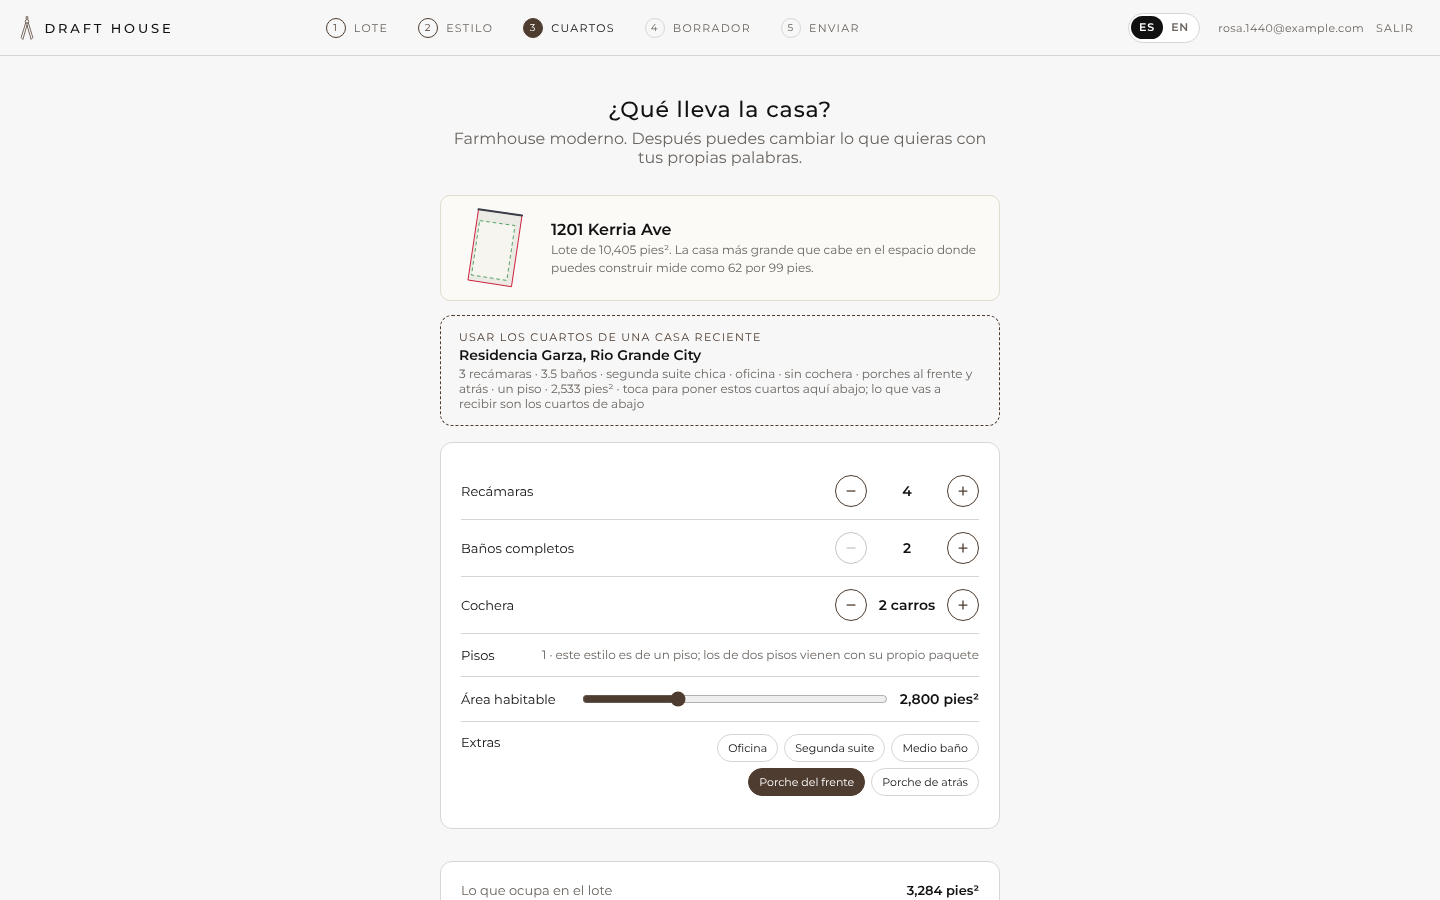 DRAFT HOUSE
1 LOTE
2 ESTILO
3 CUARTOS
4 BORRADOR
5 ENVIAR
ES EN
rosa.1440@example.com
SALIR
¿Qué lleva la casa?
Farmhouse moderno. Después puedes cambiar lo que quieras con
tus propias palabras.
1201 Kerria Ave
Lote de 10,405 pies². La casa más grande que cabe en el espacio donde
puedes construir mide como 62 por 99 pies.
USAR LOS CUARTOS DE UNA CASA RECIENTE
Residencia Garza, Rio Grande City
3 recámaras · 3.5 baños · segunda suite chica · oficina · sin cochera · porches al frente y
atrás · un piso · 2,533 pies² · toca para poner estos cuartos aquí abajo; lo que vas a
recibir son los cuartos de abajo
Recámaras − 4 +
Baños completos − 2 +
Cochera − 2 carros +
Pisos 1 · este estilo es de un piso; los de dos pisos vienen con su propio paquete
Área habitable 2,800 pies²
Extras Oficina Segunda suite Medio baño
Porche del frente Porche de atrás
Lo que ocupa en el lote 3,284 pies²